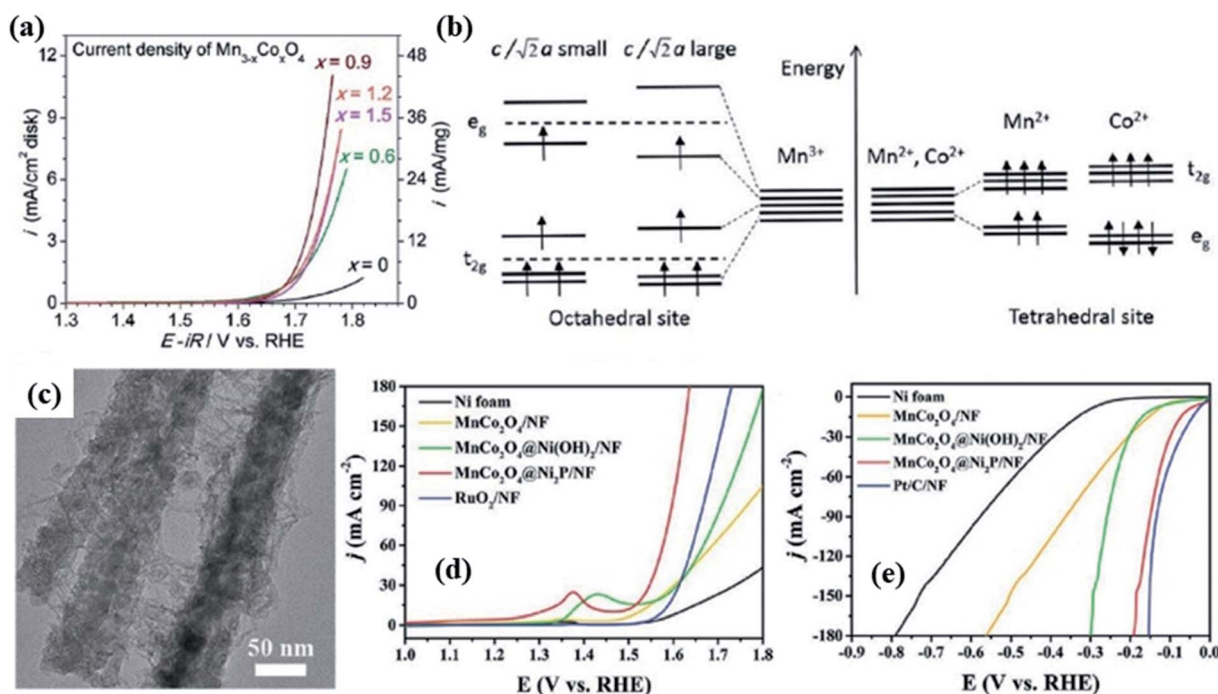 (a)
Current density of Mn3-xCoxO4
12
9
6
3
0
i (mA/cm² disk)
48
36
24
12
0
i (mA/mg)
x = 0.9
x = 1.2
x = 1.5
x = 0.6
x = 0
1.3 1.4 1.5 1.6 1.7 1.8
E-iR / V vs. RHE
(b)
c/√2a small c/√2a large
Energy
eg
t2g
Mn3+
Mn2+, Co2+
Mn2+ Co2+
t2g
eg
Octahedral site
Tetrahedral site
(c)
50 nm
180
150
120
90
60
30
0
j (mA cm-2)
Ni foam
MnCo2O4/NF
MnCo2O4@Ni(OH)2/NF
MnCo2O4@Ni2P/NF
RuO2/NF
(d)
1.0 1.1 1.2 1.3 1.4 1.5 1.6 1.7 1.8
E (V vs. RHE)
0
-30
-60
-90
-120
-150
-180
j (mA cm-2)
Ni foam
MnCo2O4/NF
MnCo2O4@Ni(OH)2/NF
MnCo2O4@Ni2P/NF
Pt/C/NF
(e)
-0.9 -0.8 -0.7 -0.6 -0.5 -0.4 -0.3 -0.2 -0.1 0.0
E (V vs. RHE)